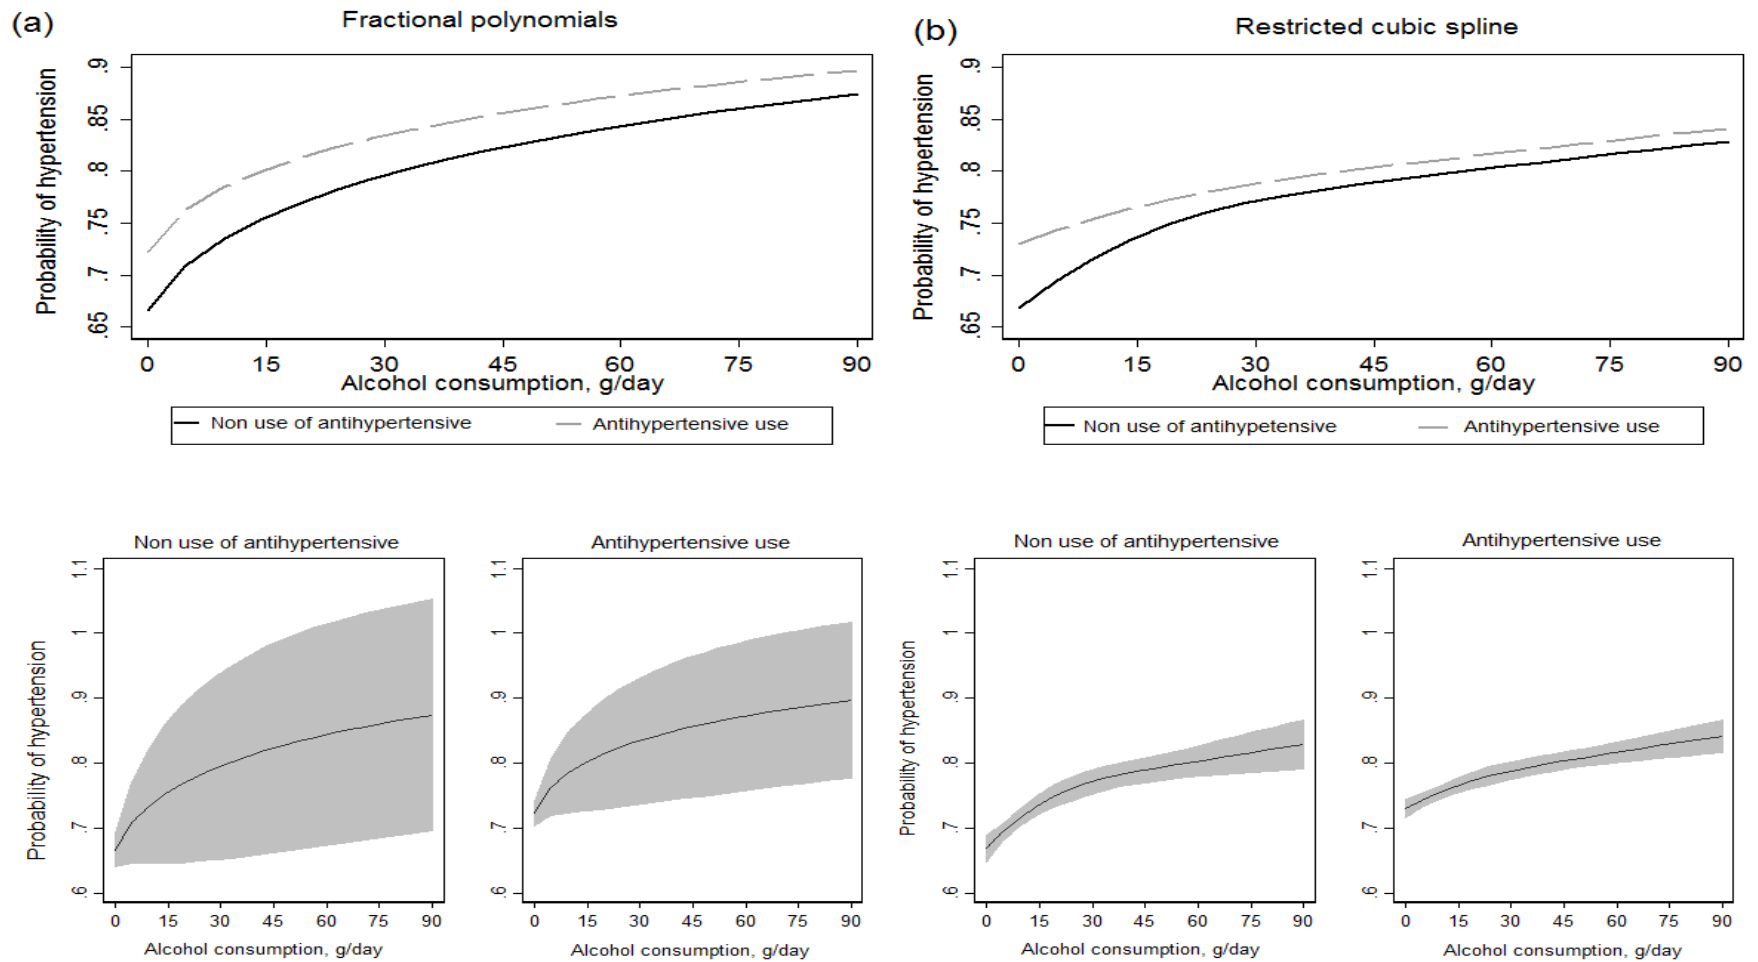 (a)
Fractional polynomials
Probability of hypertension
.9
.85
.8
.75
.7
.65
0 15 30 45 60 75 90
Alcohol consumption, g/day
Non use of antihypertensive Antihypertensive use
(b)
Restricted cubic spline
Probability of hypertension
.9
.85
.8
.75
.7
.65
0 15 30 45 60 75 90
Alcohol consumption, g/day
Non use of antihypetensive Antihypertensive use
Non use of antihypertensive
Probability of hypertension
1.1
1
.9
.8
.7
.6
0 15 30 45 60 75 90
Alcohol consumption, g/day
Antihypertensive use
1.1
1
.9
.8
.7
.6
0 15 30 45 60 75 90
Alcohol consumption, g/day
Non use of antihypertensive
Probability of hypertension
1.1
1
.9
.8
.7
.6
0 15 30 45 60 75 90
Alcohol consumption, g/day
Antihypertensive use
1.1
1
.9
.8
.7
.6
0 15 30 45 60 75 90
Alcohol consumption, g/day